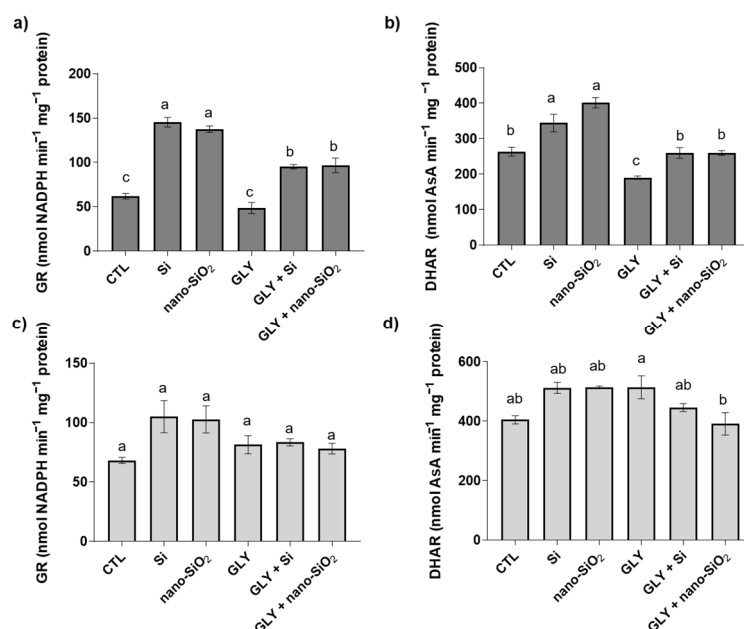 a)
GR (nmol NADPH min⁻¹ mg⁻¹ protein)
200
150
100
50
0
c
a
a
c
b
b
CTL
Si
nano-SiO₂
GLY
GLY + Si
GLY + nano-SiO₂
b)
DHAR (nmol AsA min⁻¹ mg⁻¹ protein)
500
400
300
200
100
0
b
a
a
c
b
b
CTL
Si
nano-SiO₂
GLY
GLY + Si
GLY + nano-SiO₂
c)
GR (nmol NADPH min⁻¹ mg⁻¹ protein)
150
100
50
0
a
a
a
a
a
a
CTL
Si
nano-SiO₂
GLY
GLY + Si
GLY + nano-SiO₂
d)
DHAR (nmol AsA min⁻¹ mg⁻¹ protein)
600
400
200
0
ab
ab
ab
a
ab
b
CTL
Si
nano-SiO₂
GLY
GLY + Si
GLY + nano-SiO₂